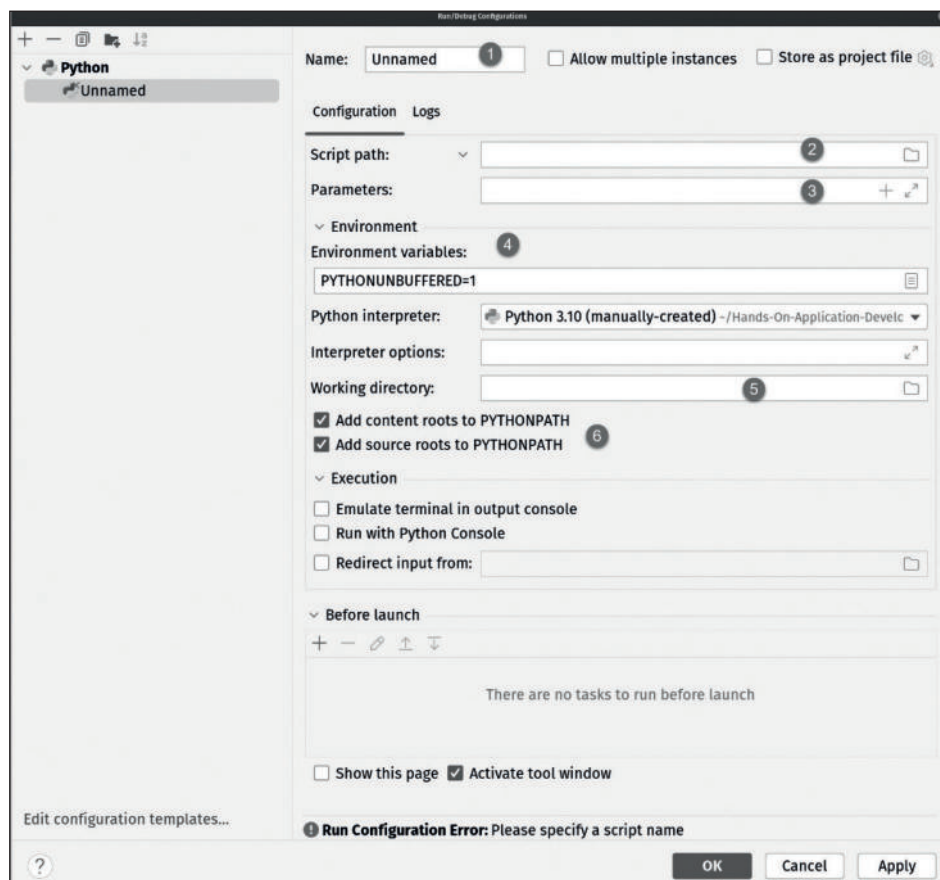 Run/Debug Configurations
Python
Unnamed
Name: Unnamed 1 Allow multiple instances Store as project file
Configuration Logs
Script path: 2
Parameters: 3
Environment
Environment variables: 4
PYTHONUNBUFFERED=1
Python interpreter: Python 3.10 (manually-created) ~/Hands-On-Application-Develc
Interpreter options:
Working directory: 5
Add content roots to PYTHONPATH
Add source roots to PYTHONPATH 6
Execution
Emulate terminal in output console
Run with Python Console
Redirect input from:
Before launch
There are no tasks to run before launch
Show this page Activate tool window
Edit configuration templates...
Run Configuration Error: Please specify a script name
? OK Cancel Apply